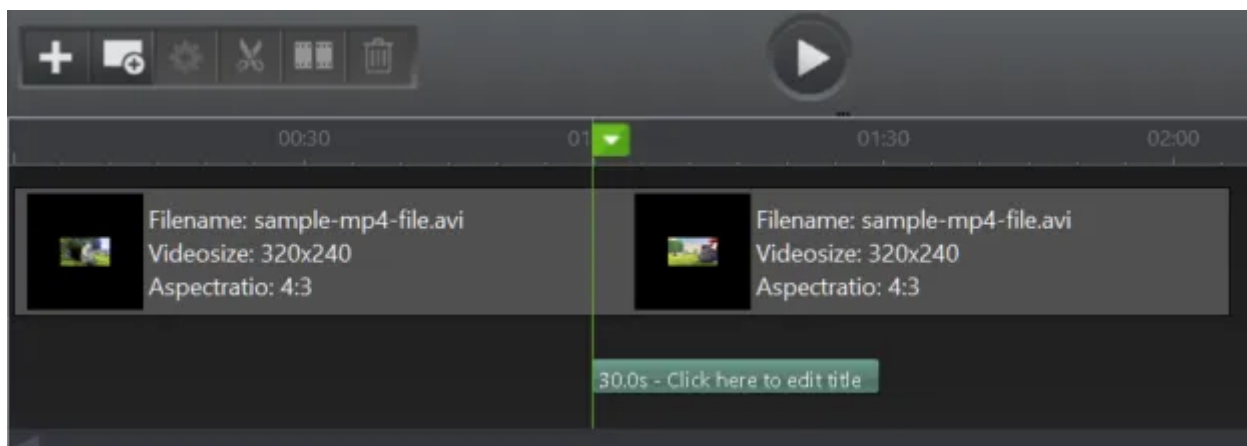 00:30
01
01:30
02:00
Filename: sample-mp4-file.avi
Videosize: 320x240
Aspectratio: 4:3
Filename: sample-mp4-file.avi
Videosize: 320x240
Aspectratio: 4:3
30.0s - Click here to edit title